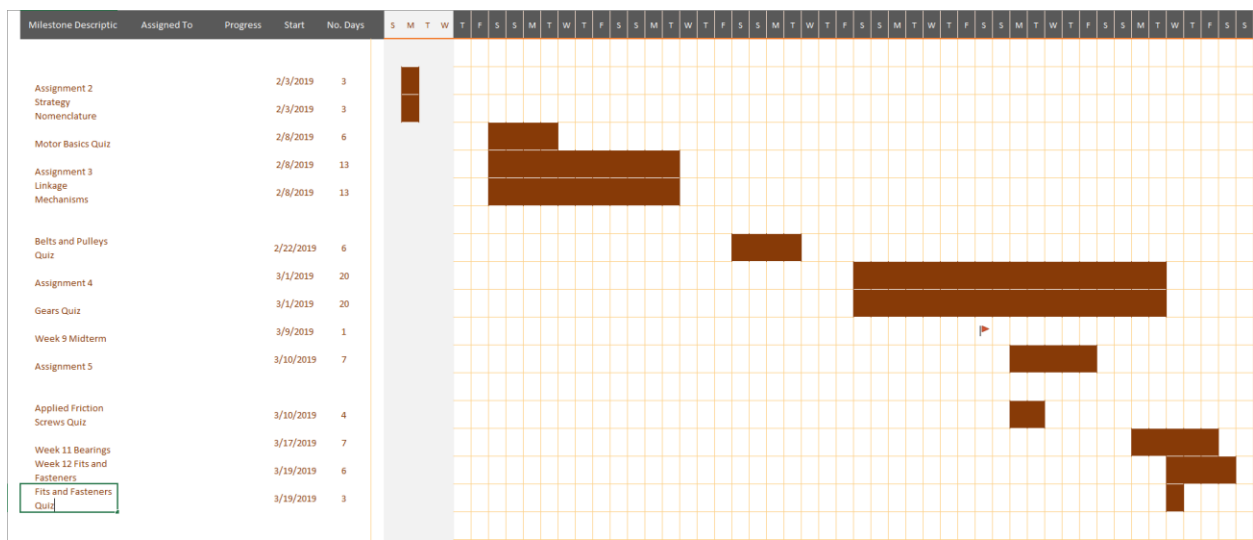 Milestone Descriptic Assigned To Progress Start No. Days S M T W T F S S M T W T F S S M T W T F S S M T W T F S S M T W T F S S M T W T F S S M T W T F S S
Assignment 2 2/3/2019 3
Strategy
Nomenclature 2/3/2019 3
Motor Basics Quiz 2/8/2019 6
Assignment 3 2/8/2019 13
Linkage
Mechanisms 2/8/2019 13
Belts and Pulleys
Quiz 2/22/2019 6
Assignment 4 3/1/2019 20
Gears Quiz 3/1/2019 20
Week 9 Midterm 3/9/2019 1
Assignment 5 3/10/2019 7
Applied Friction
Screws Quiz 3/10/2019 4
Week 11 Bearings 3/17/2019 7
Week 12 Fits and
Fasteners 3/19/2019 6
Fits and Fasteners
Quiz 3/19/2019 3